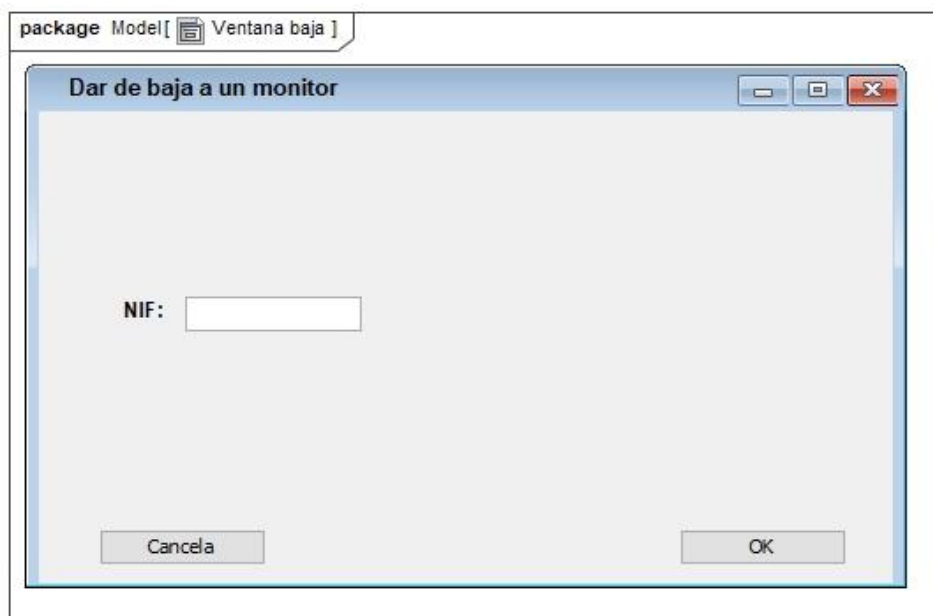 package Model[ Ventana baja ]
Dar de baja a un monitor
NIF:
Cancela
OK